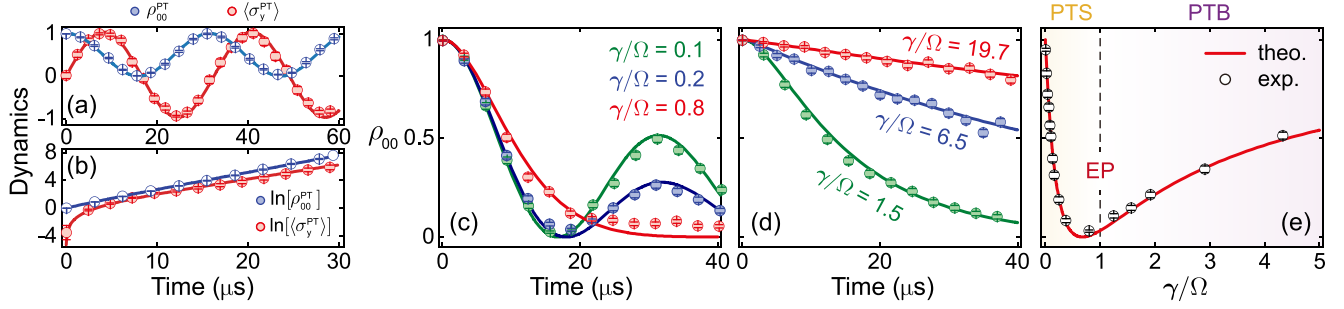 ρ₀₀^PT ⟨σ_y^PT⟩
PTS PTB
Dynamics
1
0
-1
(a)
0 20 40 60
8
4
0
-4
(b)
ln[ρ₀₀^PT]
ln[⟨σ_y^PT⟩]
0 10 20 30
Time (μs)
ρ₀₀
1
0.5
0
γ/Ω = 0.1
γ/Ω = 0.2
γ/Ω = 0.8
(c)
0 20 40
Time (μs)
γ/Ω = 19.7
γ/Ω = 6.5
γ/Ω = 1.5
(d)
0 20 40
Time (μs)
theo.
exp.
EP
(e)
0 1 2 3 4 5
γ/Ω